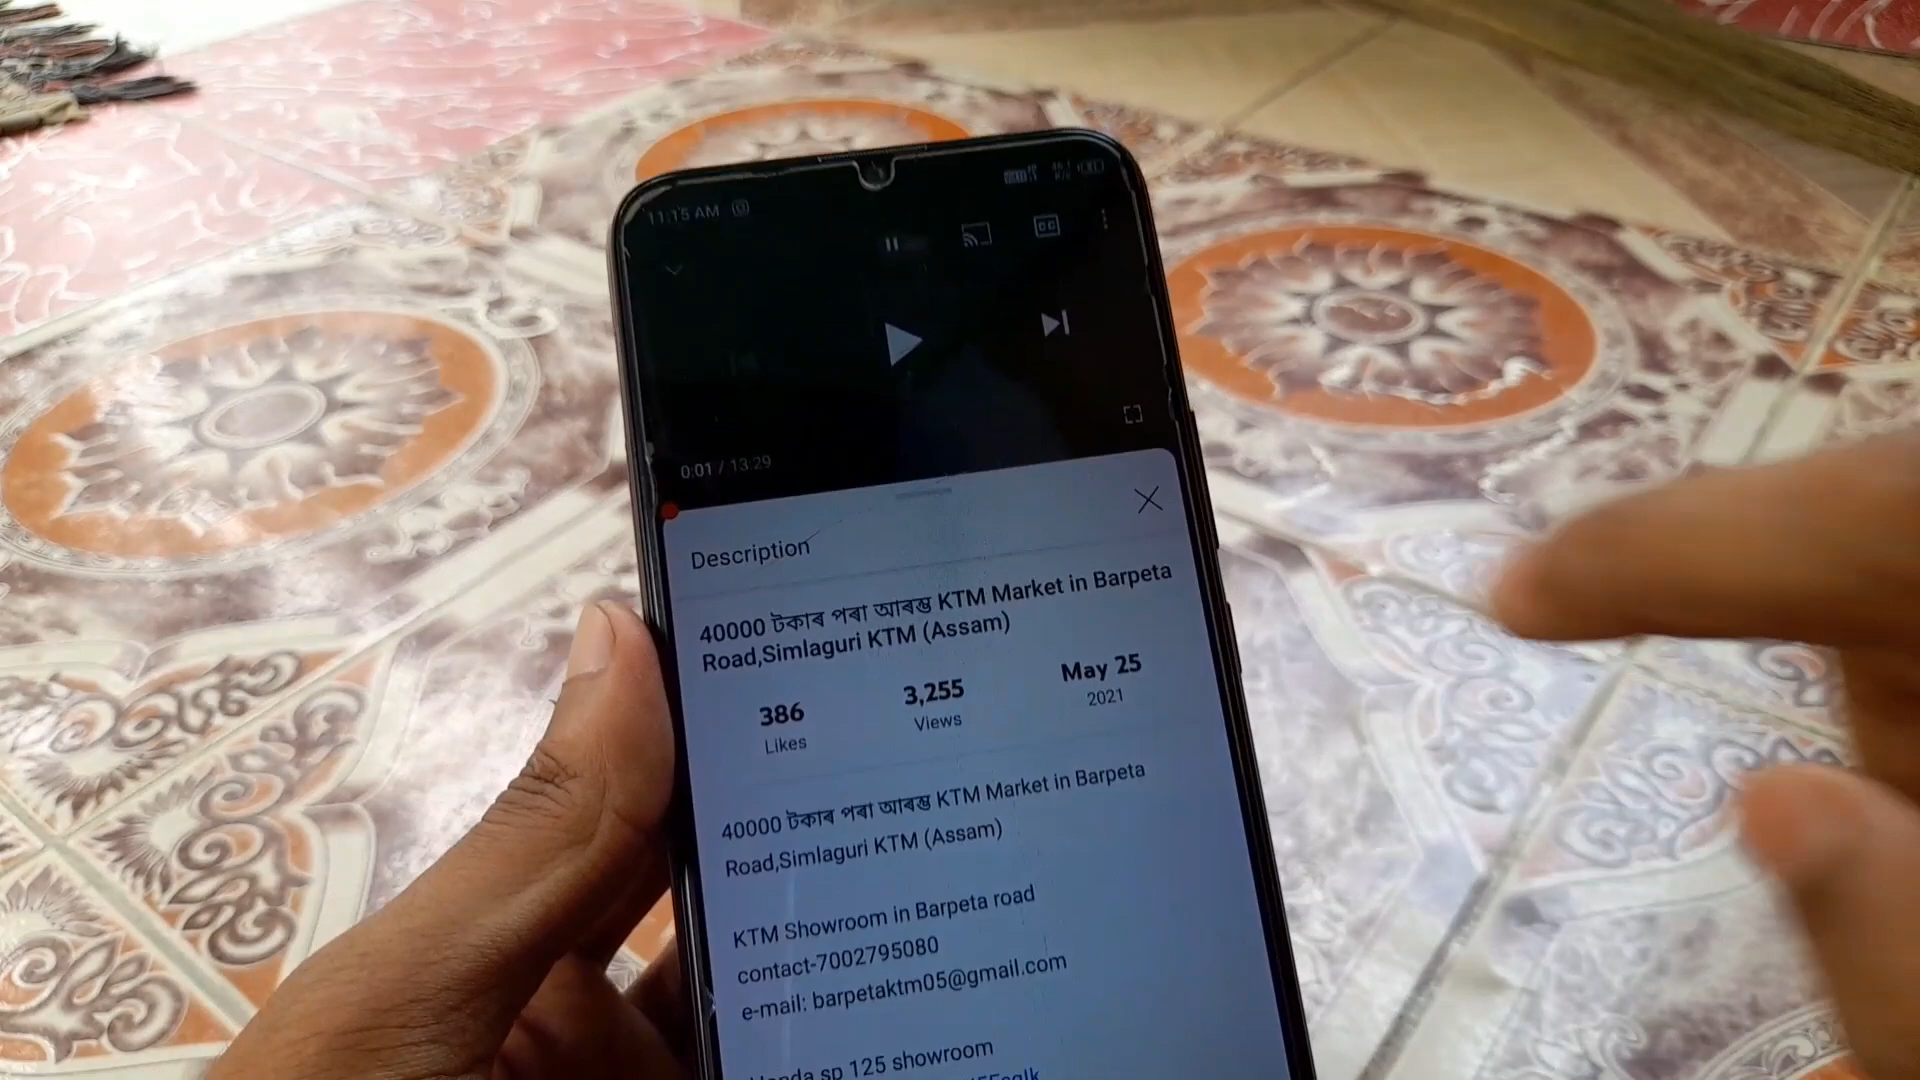 11:15 AM
CC
0:01 / 13:29
Description
40000 টকাৰ পৰা আৰম্ভ KTM Market in Barpeta
Road,Simlaguri KTM (Assam)
386
Likes
3,255
Views
May 25
2021
40000 টকাৰ পৰা আৰম্ভ KTM Market in Barpeta
Road,Simlaguri KTM (Assam)
KTM Showroom in Barpeta road
contact-7002795080
e-mail: barpetaktm05@gmail.com
sp 125 showroom